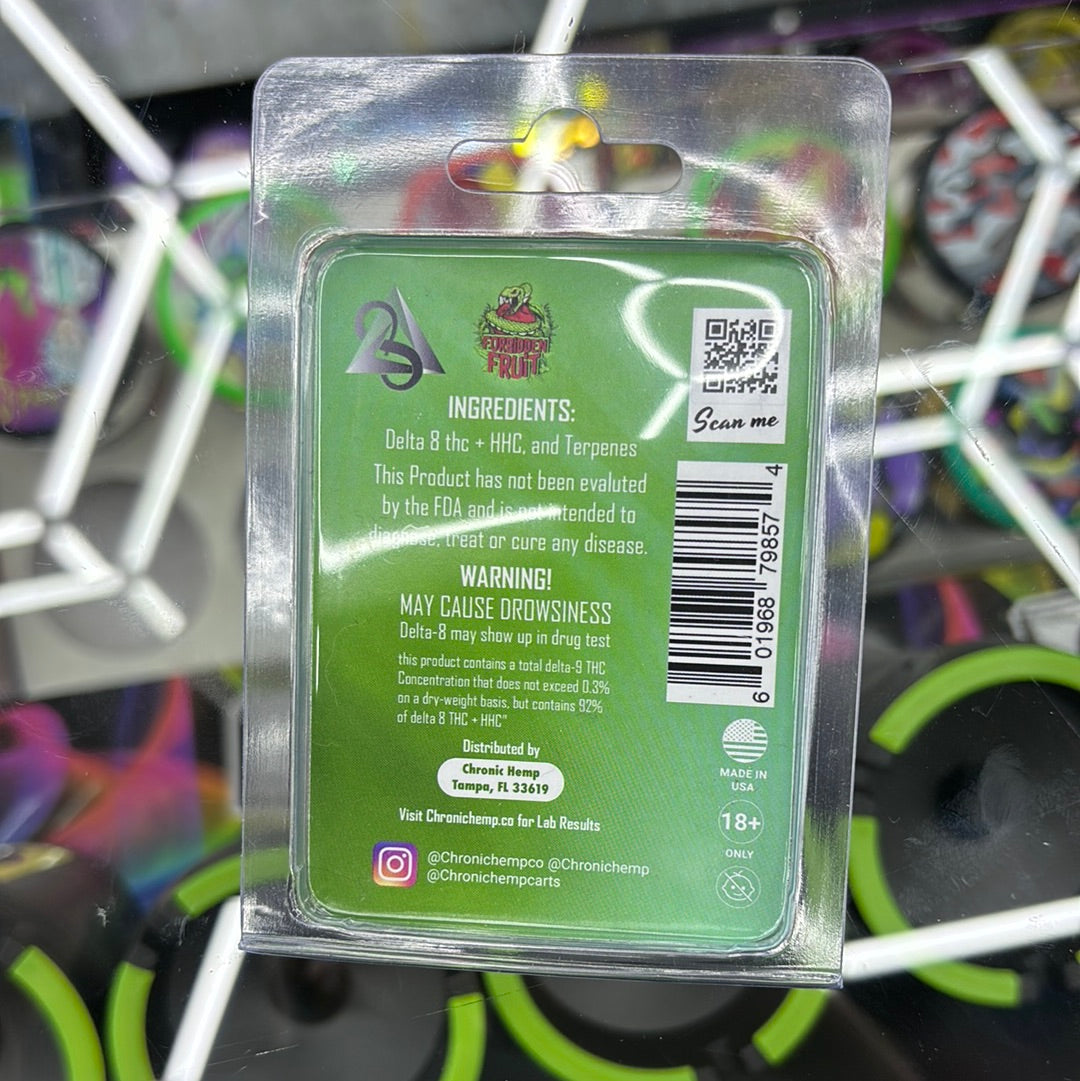 FORBIDDEN
FRUIT
INGREDIENTS:
Delta 8 thc + HHC, and Terpenes
This Product has not been evaluted
by the FDA and is not intended to
diagnose, treat or cure any disease.
WARNING!
MAY CAUSE DROWSINESS
Delta-8 may show up in drug test
this product contains a total delta-9 THC
Concentration that does not exceed 0.3%
on a dry-weight basis, but contains 92%
of delta 8 THC + HHC"
Distributed by
Chronic Hemp
Tampa, FL 33619
Visit Chronichemp.co for Lab Results
@Chronichempco @Chronichemp
@Chronichempcarts
Scan me
6 01968 79857 4
MADE IN
USA
18+
ONLY